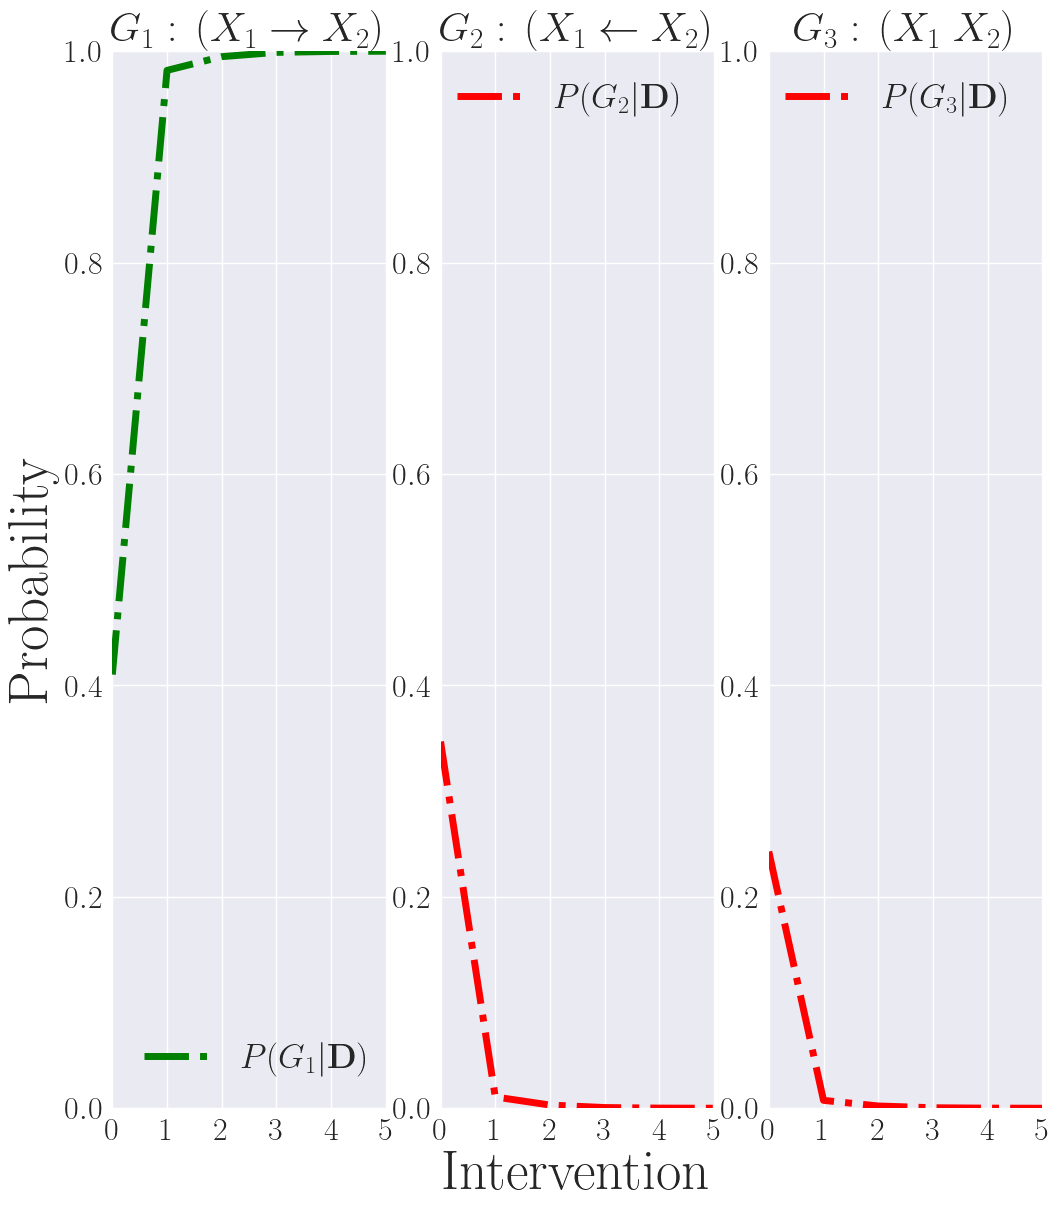 G₁ : (X₁ → X₂) G₂ : (X₁ ← X₂) G₃ : (X₁ X₂)
1.0 1.0 1.0
P(G₂|D) P(G₃|D)
0.8 0.8 0.8
0.6 0.6 0.6
Probability
0.4 0.4 0.4
0.2 0.2 0.2
P(G₁|D)
0.0 0.0 0.0
0 1 2 3 4 5 0 1 2 3 4 5 0 1 2 3 4 5
Intervention